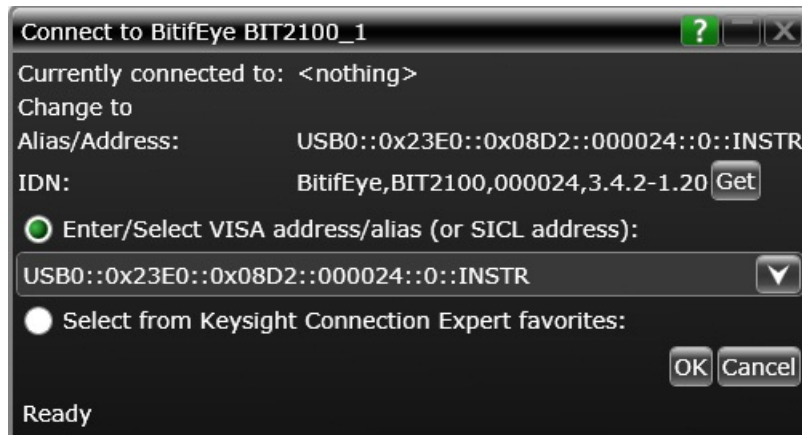 Connect to BitifEye BIT2100_1 ?
Currently connected to: <nothing>
Change to
Alias/Address: USB0::0x23E0::0x08D2::000024::0::INSTR
IDN: BitifEye,BIT2100,000024,3.4.2-1.20 Get
Enter/Select VISA address/alias (or SICL address):
USB0::0x23E0::0x08D2::000024::0::INSTR
Select from Keysight Connection Expert favorites:
OK Cancel
Ready